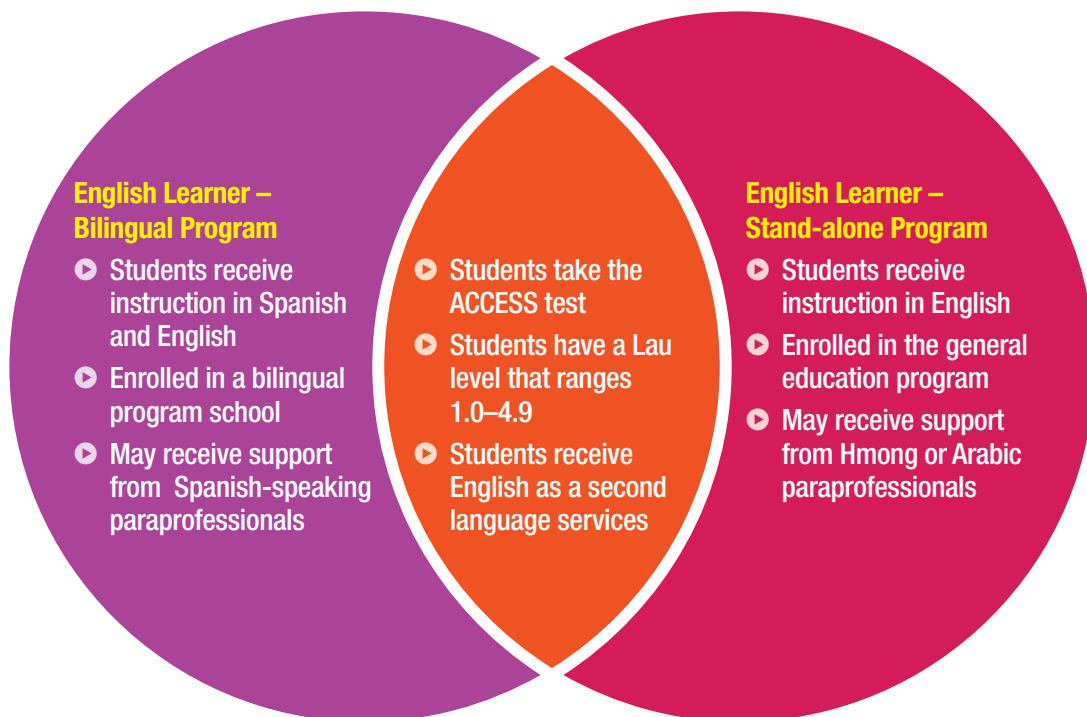 English Learner –
Bilingual Program
Students receive
instruction in Spanish
and English
Enrolled in a bilingual
program school
May receive support
from Spanish-speaking
paraprofessionals
Students take the
ACCESS test
Students have a Lau
level that ranges
1.0–4.9
Students receive
English as a second
language services
English Learner –
Stand-alone Program
Students receive
instruction in English
Enrolled in the general
education program
May receive support
from Hmong or Arabic
paraprofessionals